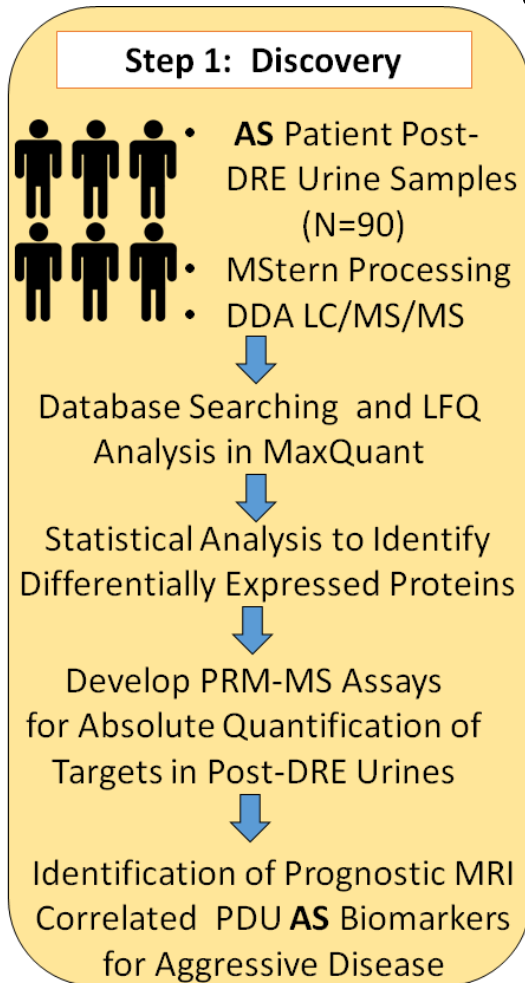 Step 1: Discovery
• AS Patient Post-
DRE Urine Samples
(N=90)
• MStern Processing
• DDA LC/MS/MS
Database Searching and LFQ
Analysis in MaxQuant
Statistical Analysis to Identify
Differentially Expressed Proteins
Develop PRM-MS Assays
for Absolute Quantification of
Targets in Post-DRE Urines
Identification of Prognostic MRI
Correlated PDU AS Biomarkers
for Aggressive Disease